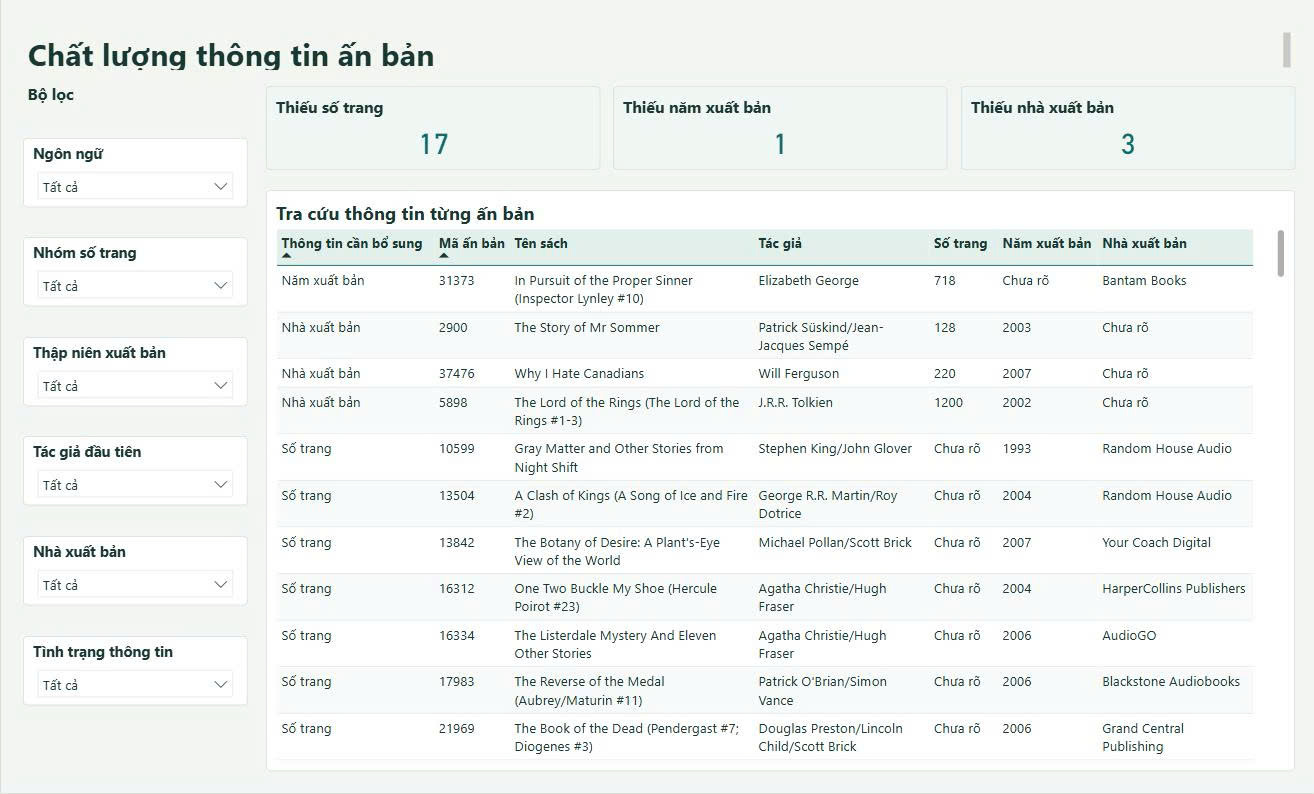 Chất lượng thông tin ấn bản
Bộ lọc
Ngôn ngữ
Tất cả
Nhóm số trang
Tất cả
Thập niên xuất bản
Tất cả
Tác giả đầu tiên
Tất cả
Nhà xuất bản
Tất cả
Tình trạng thông tin
Tất cả
Thiếu số trang
17
Thiếu năm xuất bản
1
Thiếu nhà xuất bản
3
Tra cứu thông tin từng ấn bản
Thông tin cần bổ sung Mã ấn bản Tên sách Tác giả Số trang Năm xuất bản Nhà xuất bản
Năm xuất bản 31373 In Pursuit of the Proper Sinner Elizabeth George 718 Chưa rõ Bantam Books
(Inspector Lynley #10)
Nhà xuất bản 2900 The Story of Mr Sommer Patrick Süskind/Jean- 128 2003 Chưa rõ
Jacques Sempé
Nhà xuất bản 37476 Why I Hate Canadians Will Ferguson 220 2007 Chưa rõ
Nhà xuất bản 5898 The Lord of the Rings (The Lord of the J.R.R. Tolkien 1200 2002 Chưa rõ
Rings #1-3)
Số trang 10599 Gray Matter and Other Stories from Stephen King/John Glover Chưa rõ 1993 Random House Audio
Night Shift
Số trang 13504 A Clash of Kings (A Song of Ice and Fire George R.R. Martin/Roy Chưa rõ 2004 Random House Audio
#2) Dotrice
Số trang 13842 The Botany of Desire: A Plant's-Eye Michael Pollan/Scott Brick Chưa rõ 2007 Your Coach Digital
View of the World
Số trang 16312 One Two Buckle My Shoe (Hercule Agatha Christie/Hugh Chưa rõ 2004 HarperCollins Publishers
Poirot #23) Fraser
Số trang 16334 The Listerdale Mystery And Eleven Agatha Christie/Hugh Chưa rõ 2006 AudioGO
Other Stories Fraser
Số trang 17983 The Reverse of the Medal Patrick O'Brian/Simon Chưa rõ 2006 Blackstone Audiobooks
(Aubrey/Maturin #11) Vance
Số trang 21969 The Book of the Dead (Pendergast #7; Douglas Preston/Lincoln Chưa rõ 2006 Grand Central
Diogenes #3) Child/Scott Brick Publishing